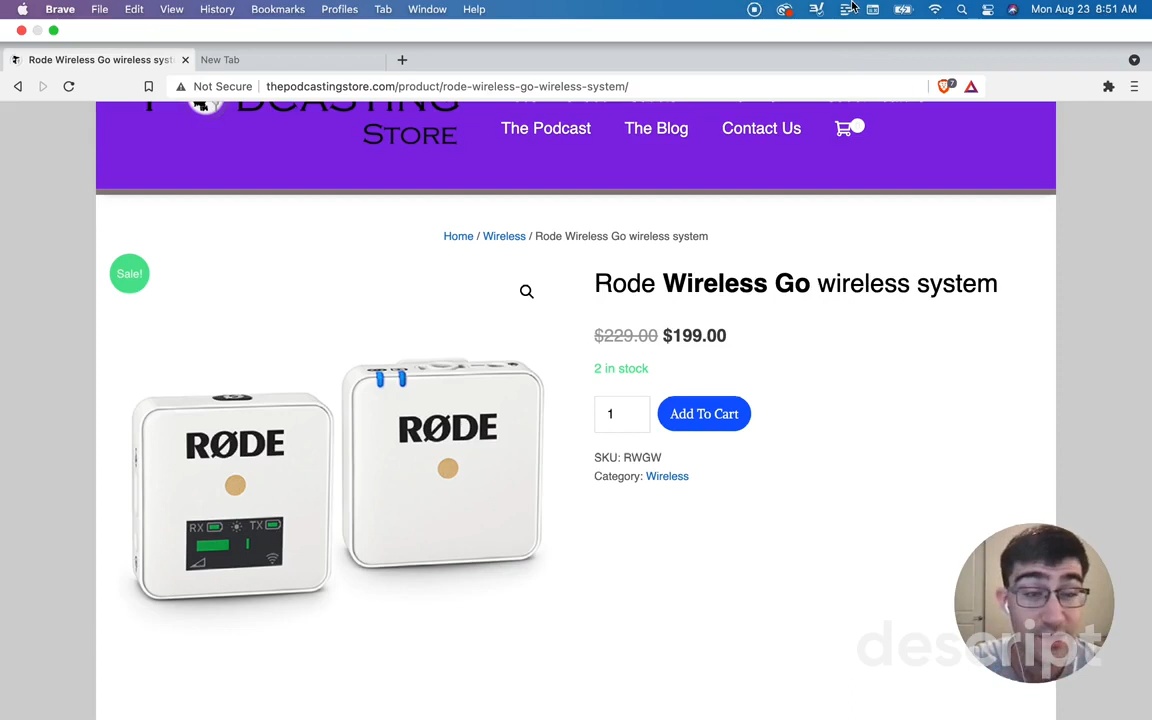 Brave File Edit View History Bookmarks Profiles Tab Window Help Mon Aug 23 8:51 AM
Rode Wireless Go wireless syst
New Tab
Not Secure thepodcastingstore.com/product/rode-wireless-go-wireless-system/ 7
STORE
The Podcast The Blog Contact Us
Home / Wireless / Rode Wireless Go wireless system
Sale!
Rode Wireless Go wireless system
$229.00 $199.00
2 in stock
1 Add To Cart
SKU: RWGW
Category: Wireless
RØDE
RX TX
RØDE
descript